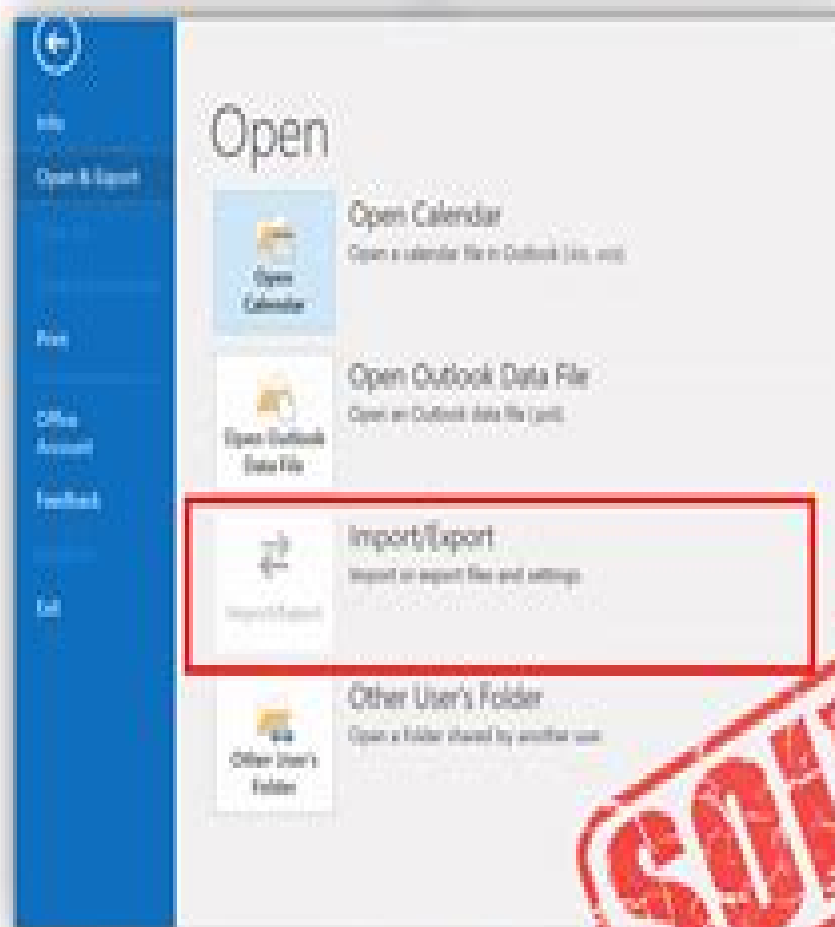 Info
Open & Export
Print
Office
Account
Feedback
Exit
Open
Open
Calendar
Open Calendar
Open a calendar file in Outlook (.ics, .vcs)
Open Outlook
Data File
Open Outlook Data File
Open an Outlook data file (.pst)
Import/Export
Import/Export
Import or export files and settings
Other User's
Folder
Other User's Folder
Open a folder shared by another user